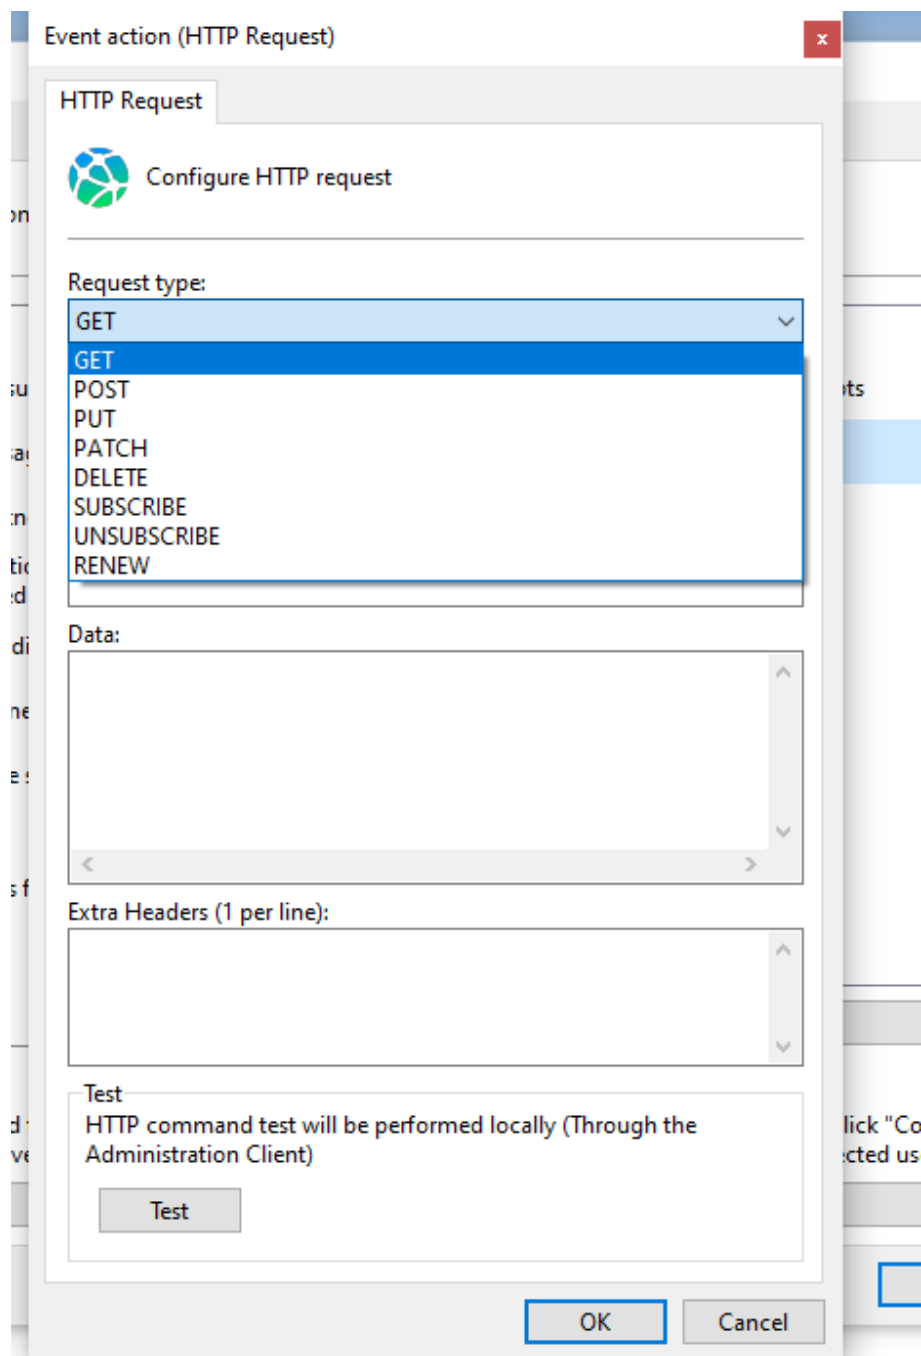 Event action (HTTP Request)
x
HTTP Request
Configure HTTP request
Request type:
GET
GET
POST
PUT
PATCH
DELETE
SUBSCRIBE
UNSUBSCRIBE
RENEW
Data:
Extra Headers (1 per line):
Test
HTTP command test will be performed locally (Through the
Administration Client)
Test
OK
Cancel
lick "Co